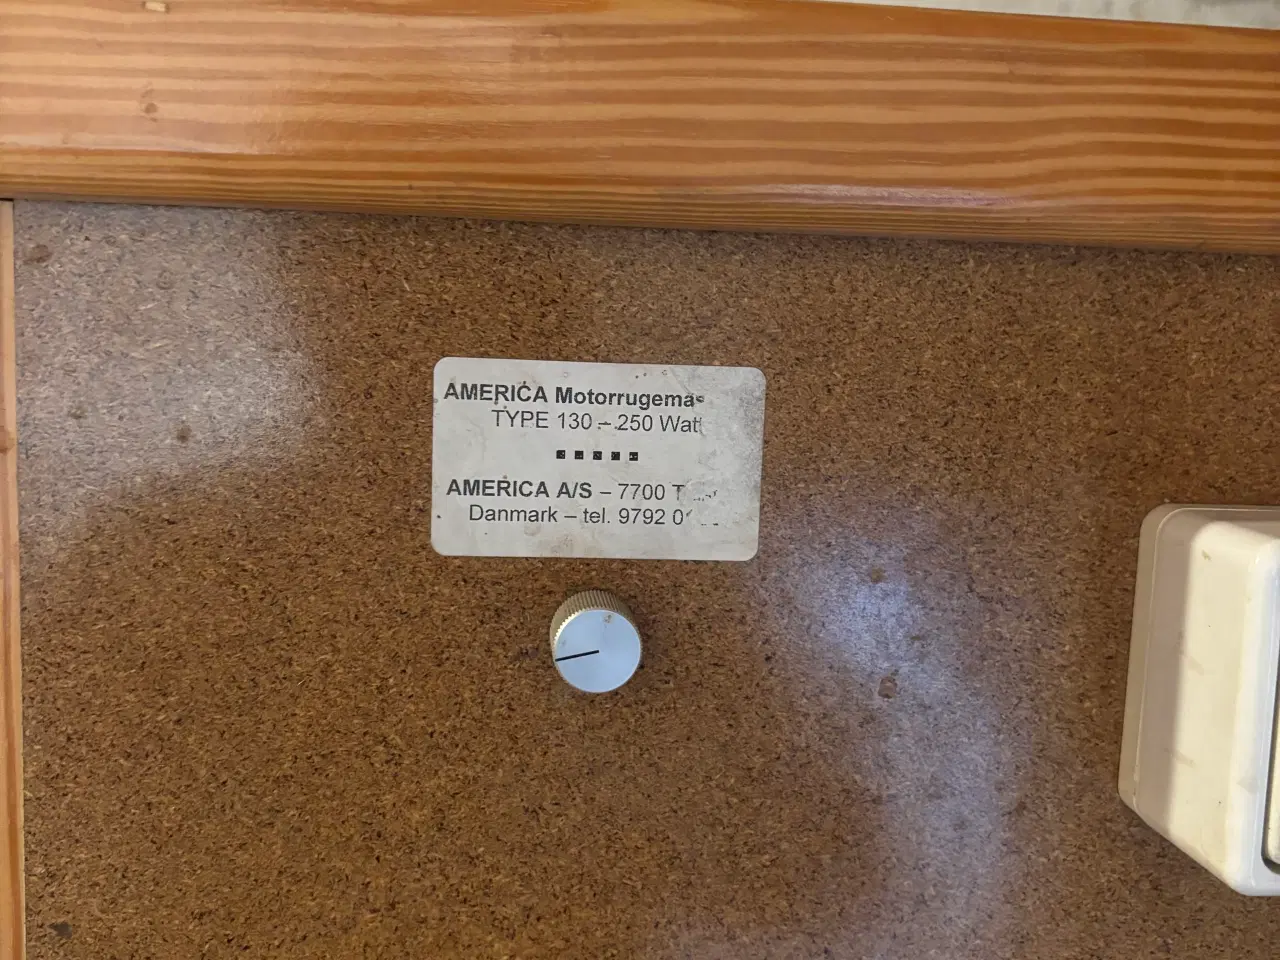 AMERICA Motorrugema
TYPE 130 – 250 Watt
AMERICA A/S – 7700
Danmark – tel. 9792